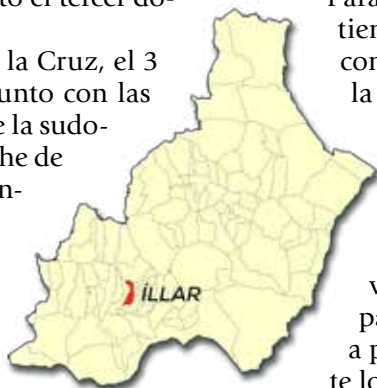 to el tercer do-
la Cruz, el 3
unto con las
e la sudo-
he de
n-
ÍLLAR
Para
tien
con
la
v
pa
a p
te lo